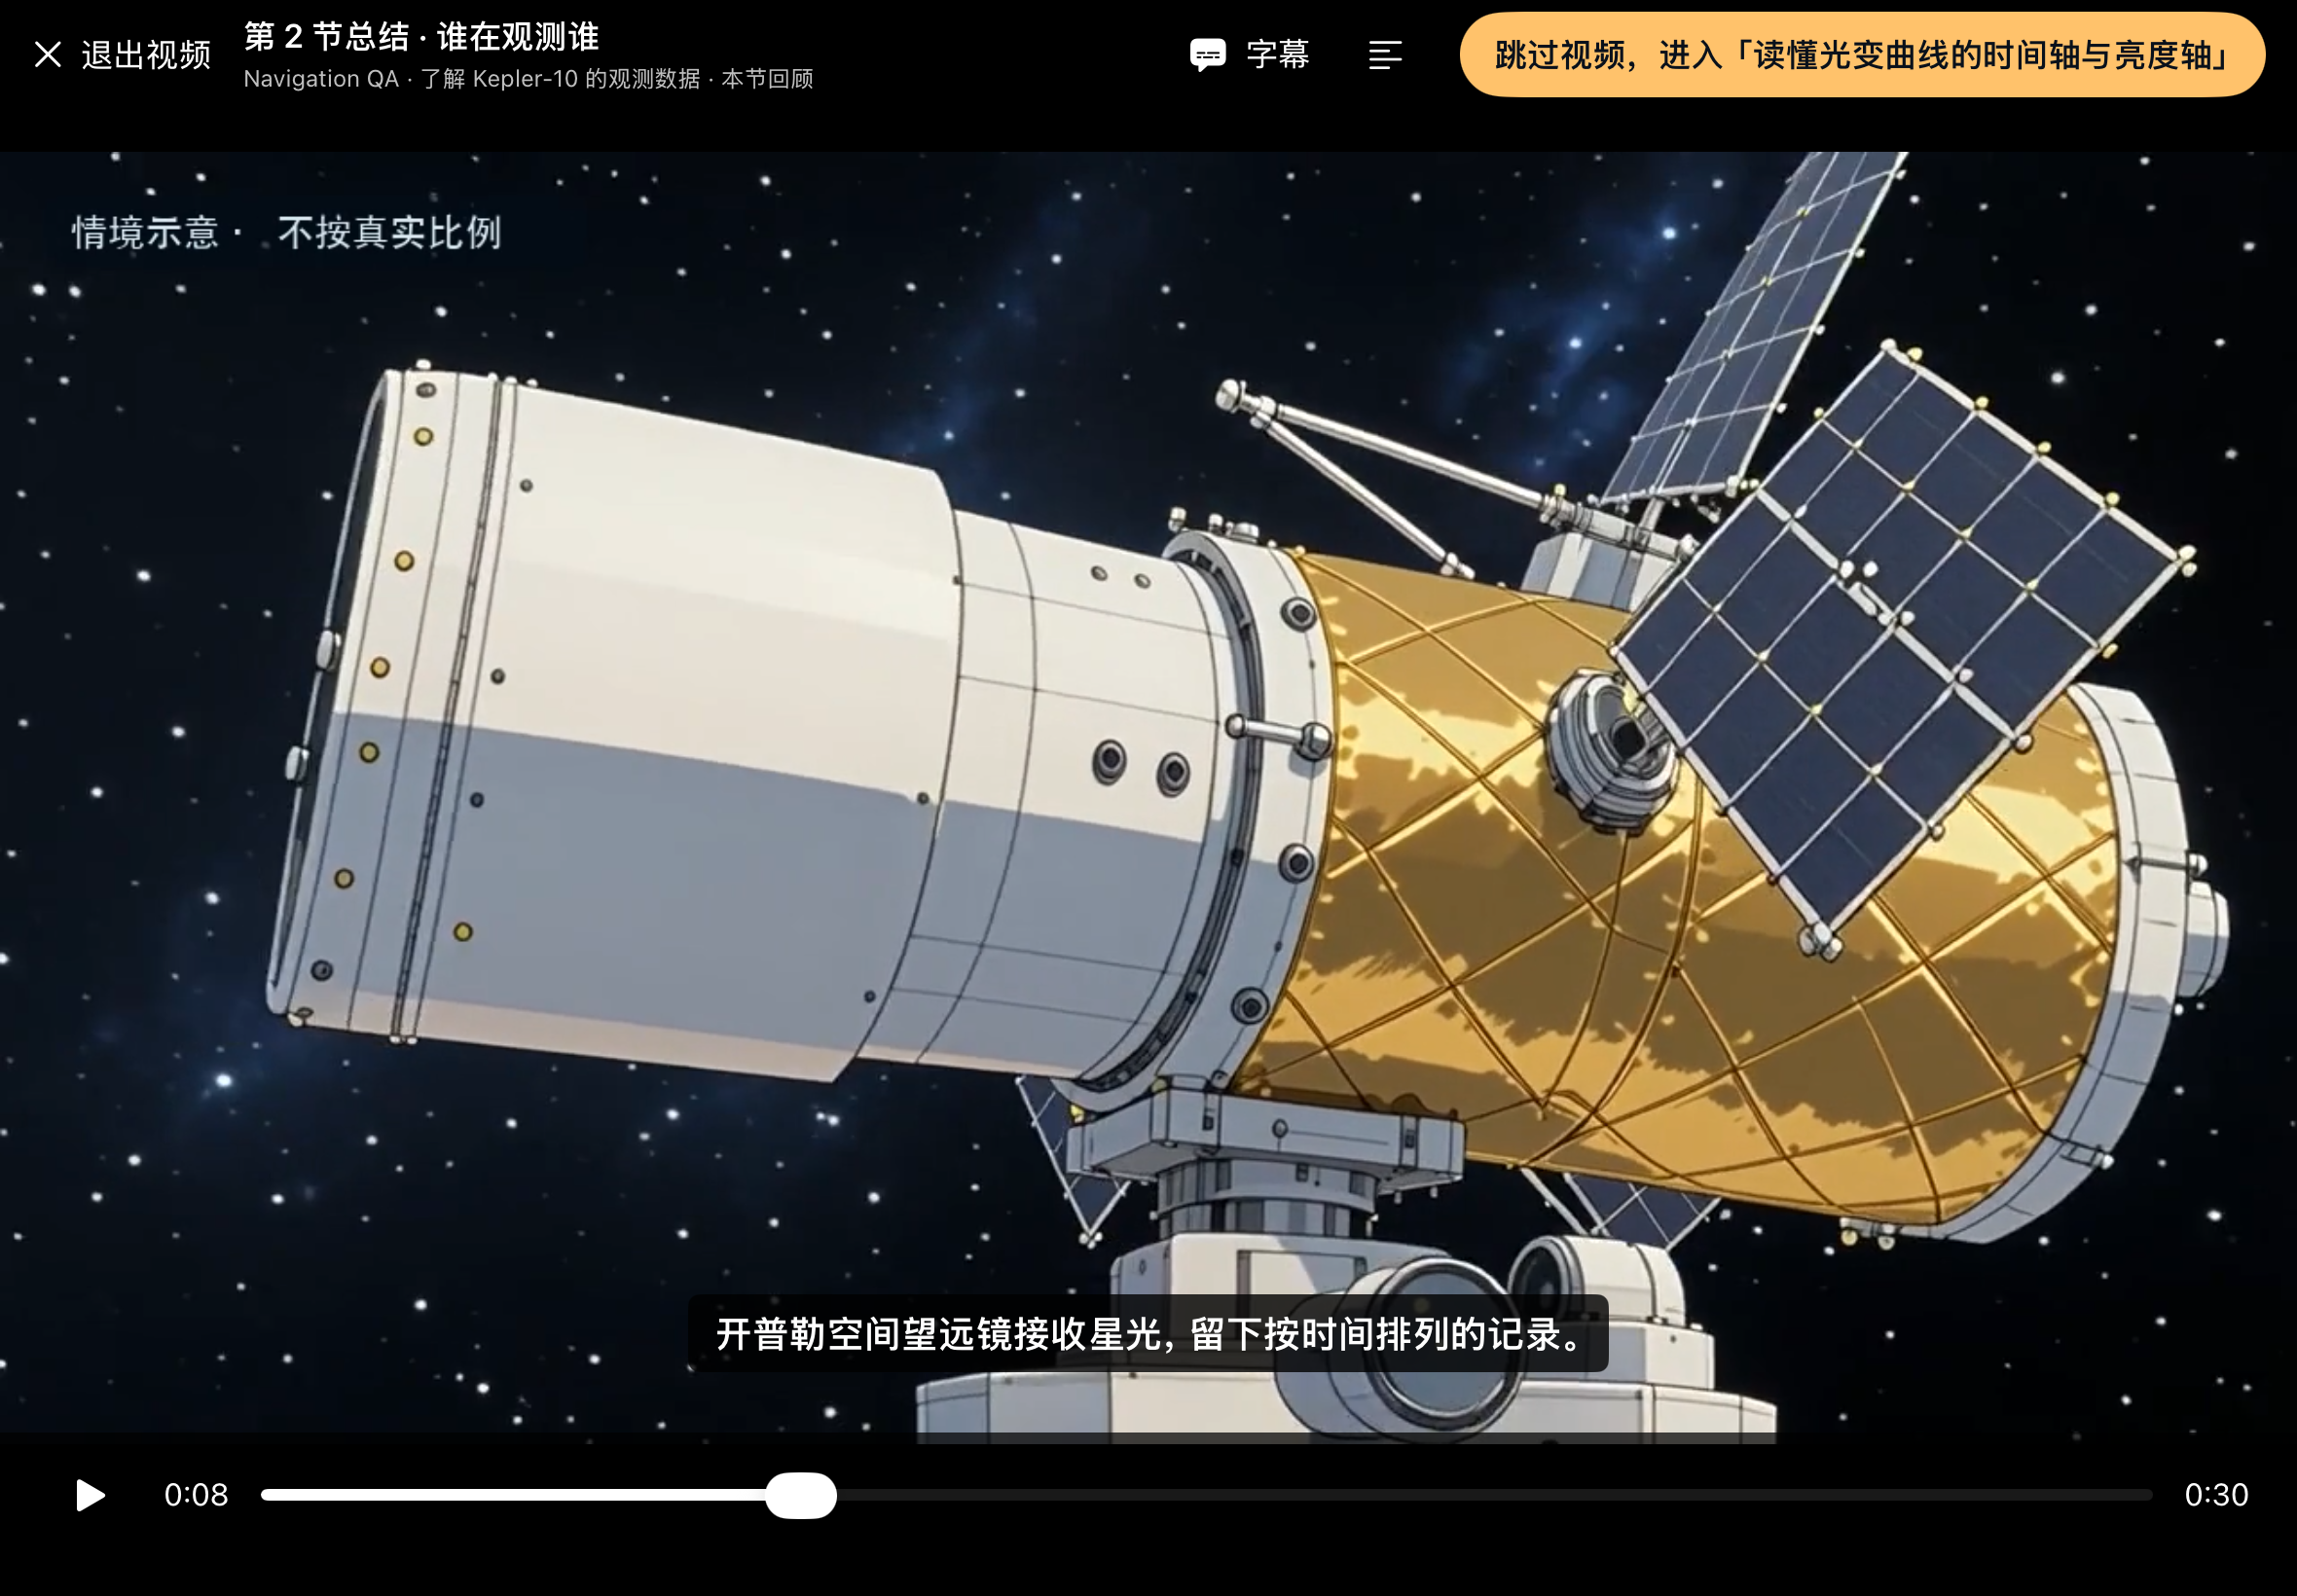 退出视频
第 2 节总结 · 谁在观测谁
Navigation QA · 了解 Kepler-10 的观测数据 · 本节回顾
字幕
跳过视频，进入「读懂光变曲线的时间轴与亮度轴」
情境示意 · 不按真实比例
开普勒空间望远镜接收星光，留下按时间排列的记录。
0:08
0:30